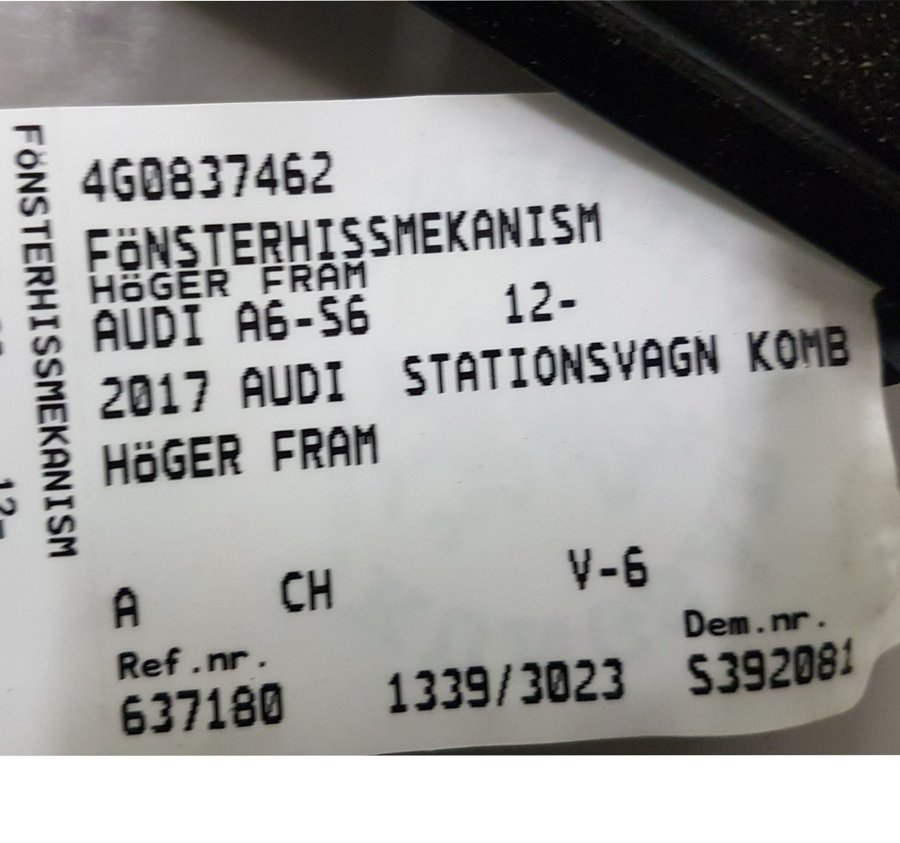 4G0837462
FÖNSTERHISSMEKANISM
HÖGER FRAM
AUDI A6-S6 12-
2017 AUDI STATIONSVAGN KOMB
HÖGER FRAM
A CH V-6
Ref.nr. Dem.nr.
637180 1339/3023 S392081
FÖNSTERHISSMEKANISM
12-